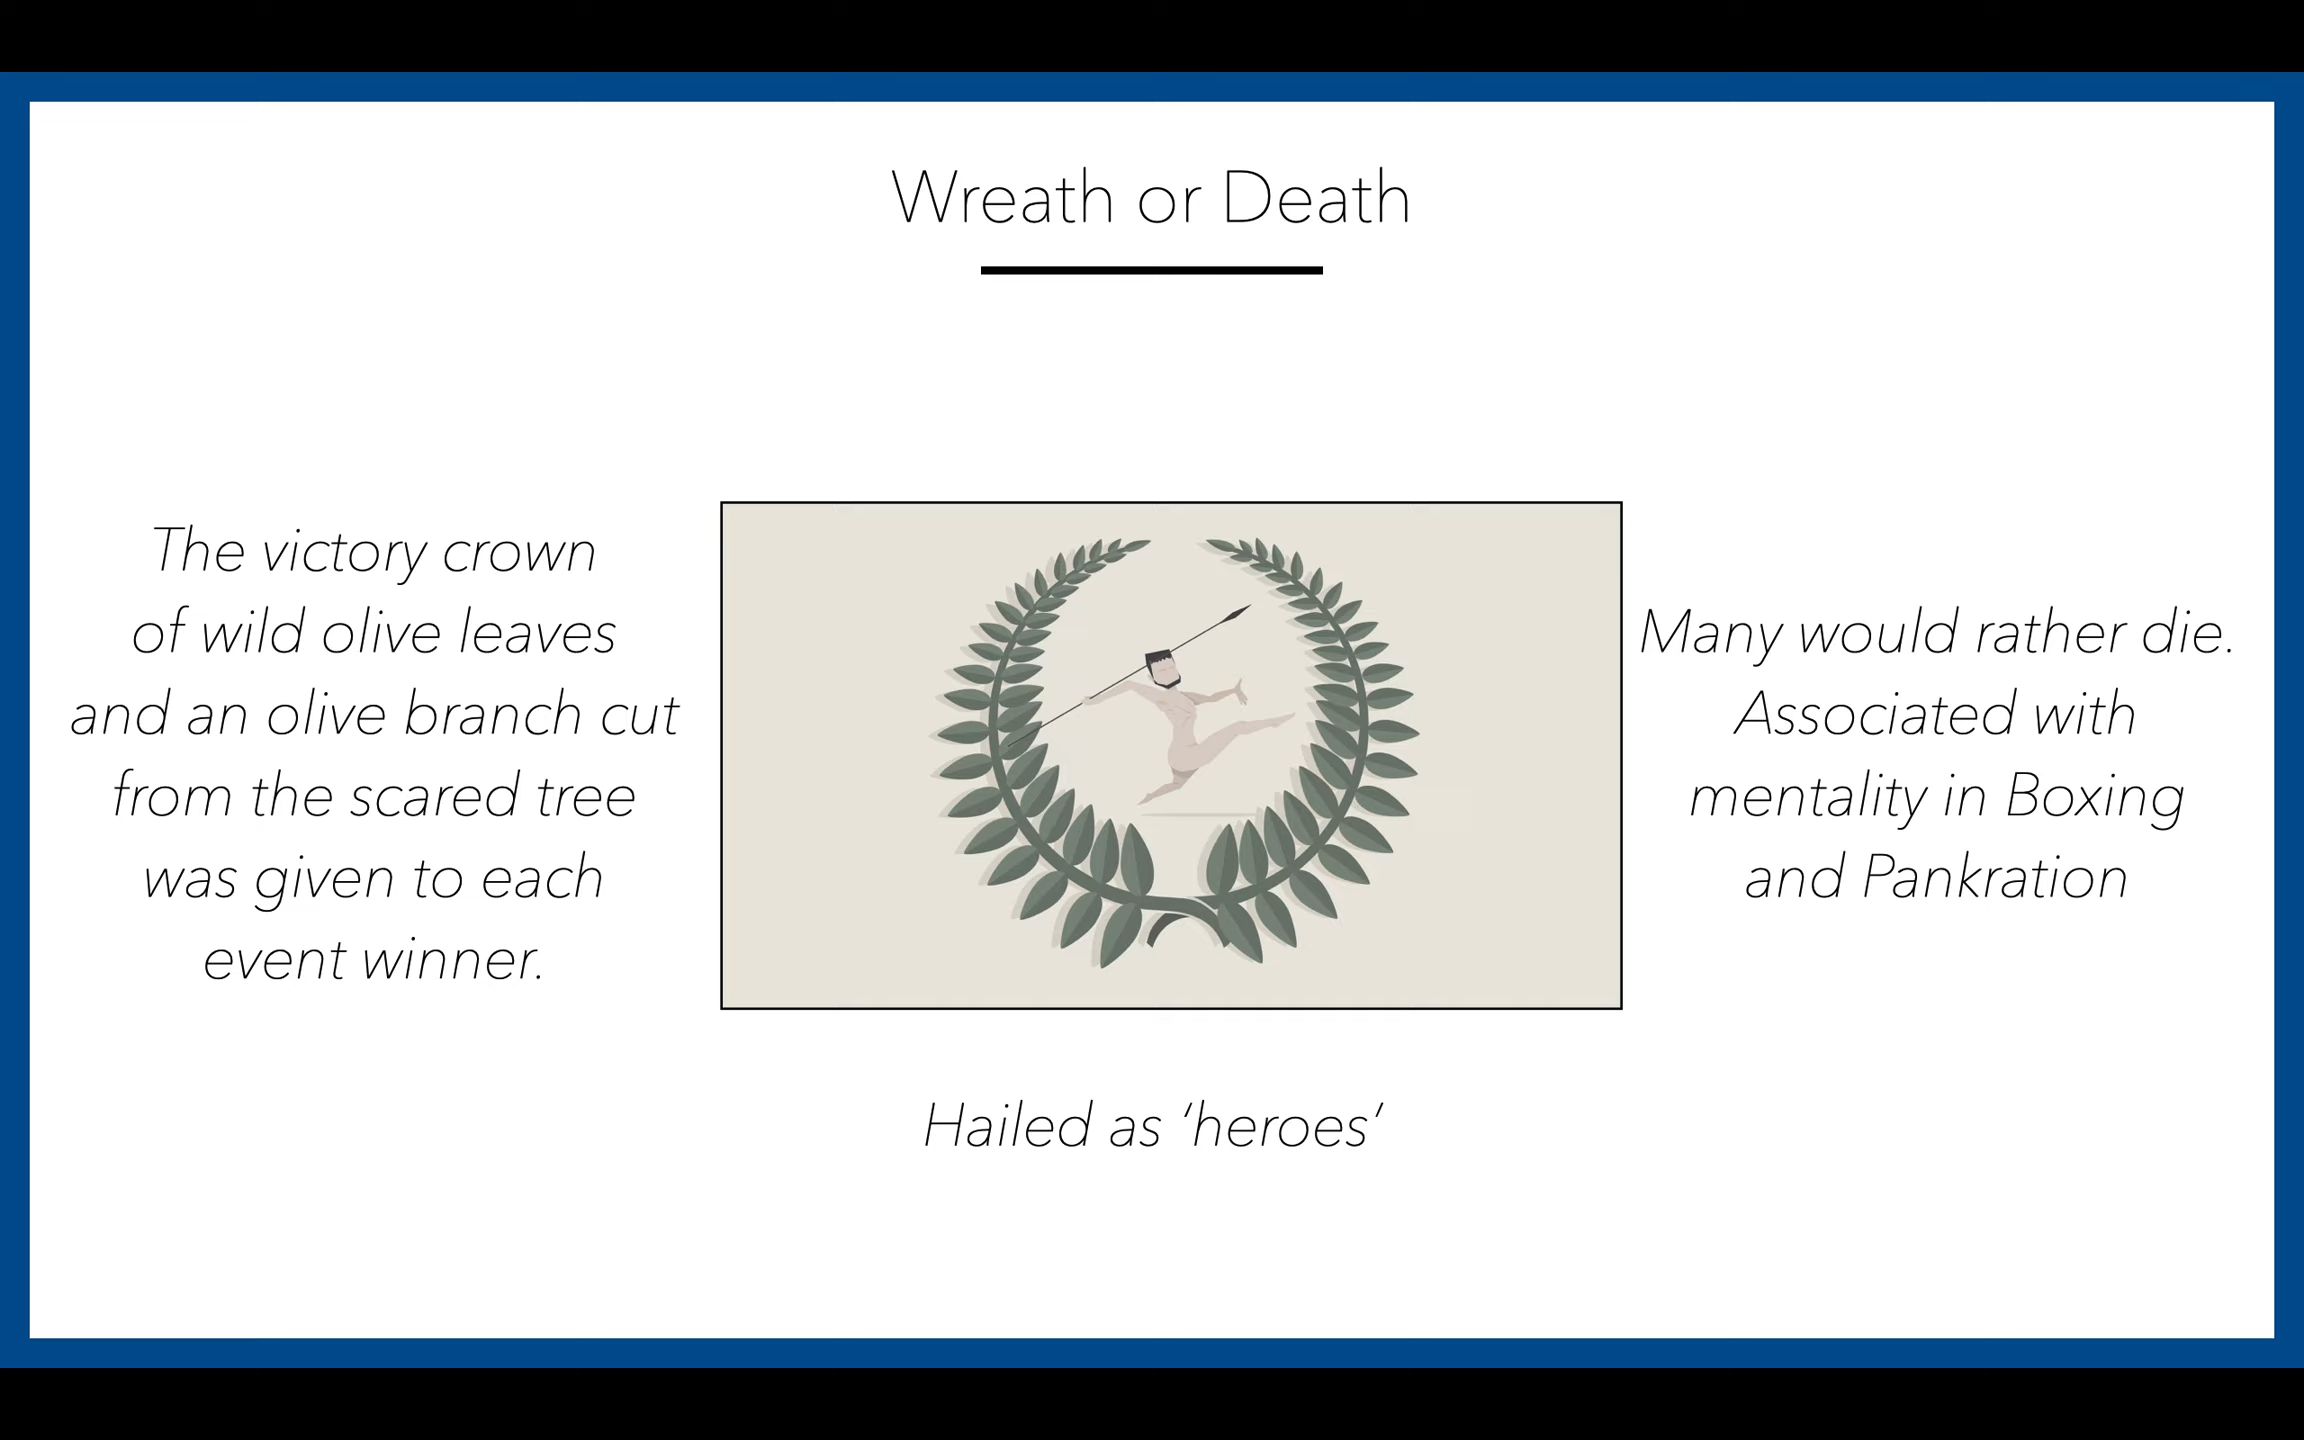 Wreath or Death
The victory crown
of wild olive leaves
and an olive branch cut
from the scared tree
was given to each
event winner.
Many would rather die.
Associated with
mentality in Boxing
and Pankration
Hailed as ‘heroes’